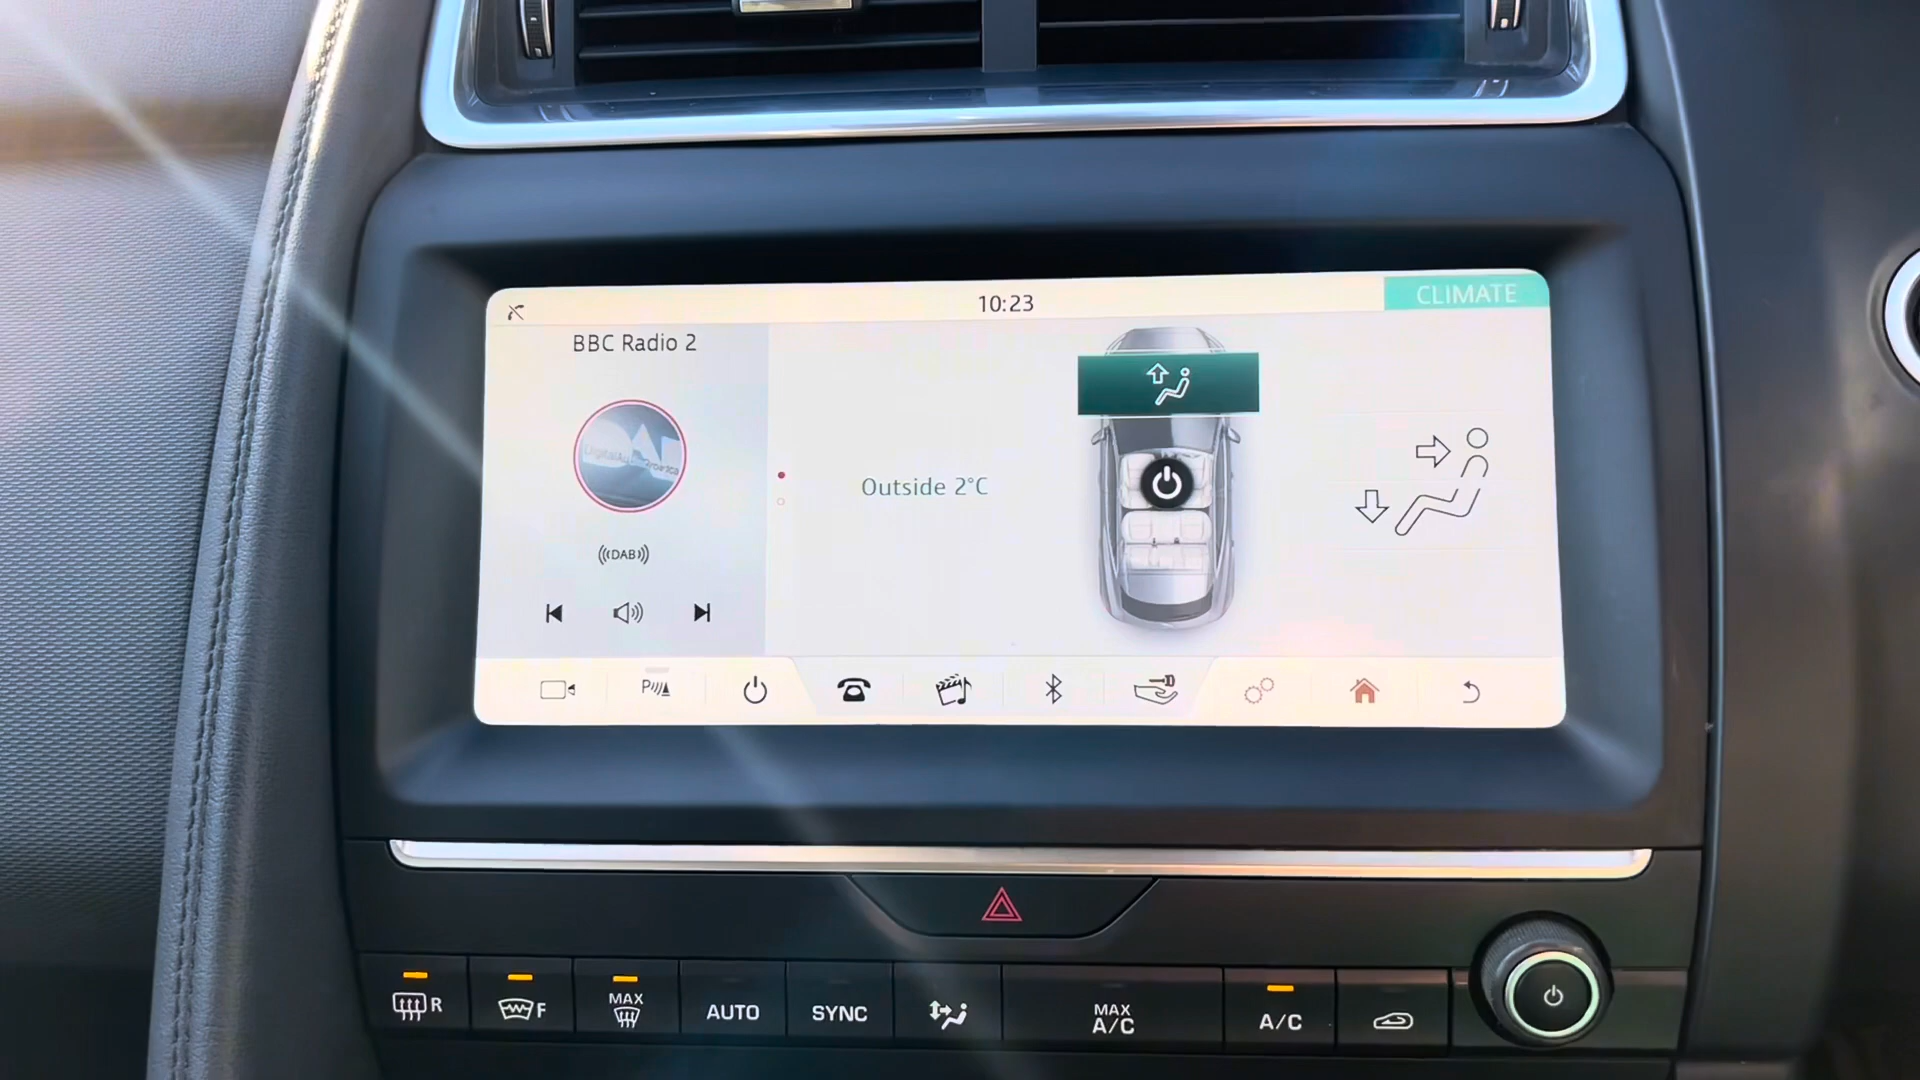 10:23
CLIMATE
BBC Radio 2
Outside 2°C
DAB
P
R
F
MAX
AUTO
SYNC
MAX
A/C
A/C